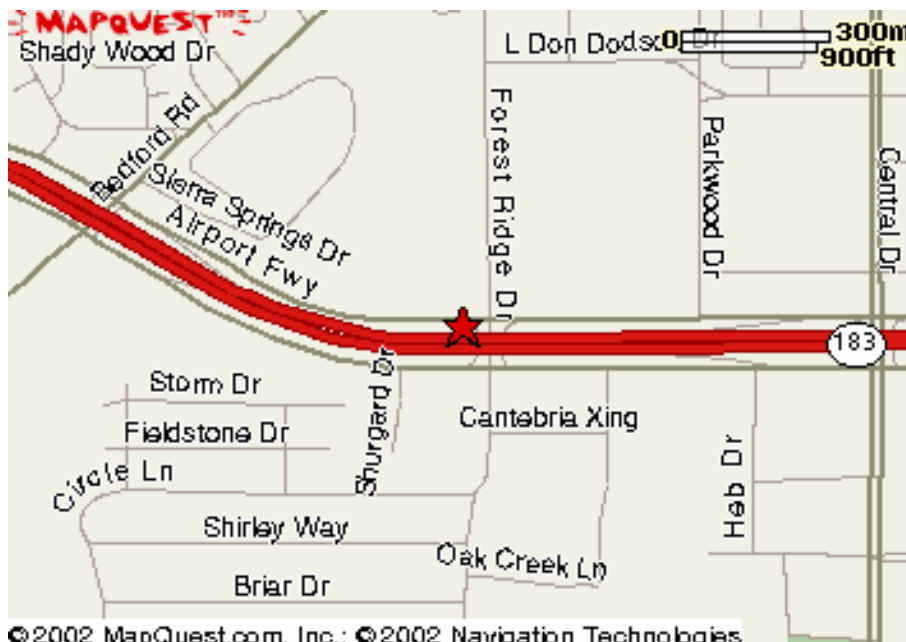 MAPQUEST™
Shady Wood Dr
L Don Dodson Dr
0
300m
900ft
Bedford Rd
Sierra Springs Dr
Airport Fwy
Forest Ridge Dr
Parkwood Dr
Central Dr
183
Storm Dr
Fieldstone Dr
Circle Ln
Shurgard Dr
Cantebria Xing
Heb Dr
Shirley Way
Oak Creek Ln
Briar Dr
©2002 MapQuest.com, Inc.; ©2002 Navigation Technologies